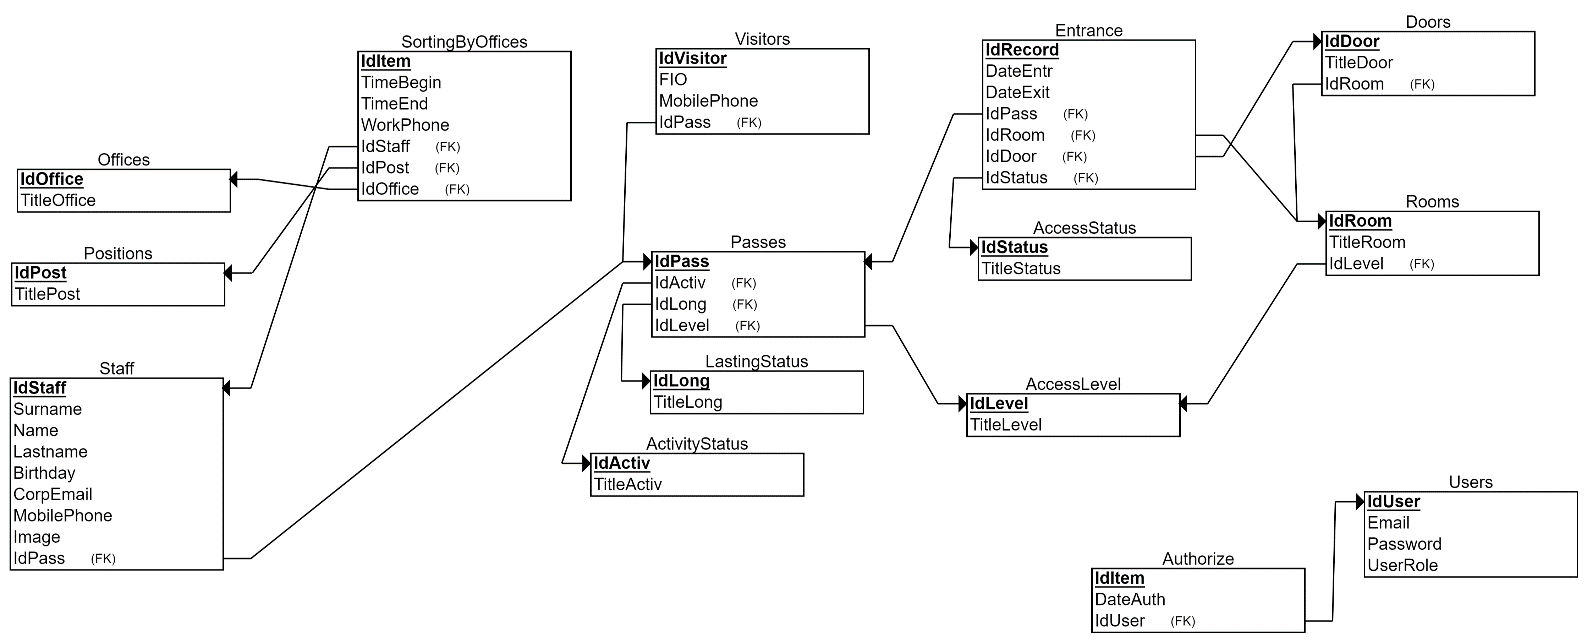 SortingByOffices
IdItem
TimeBegin
TimeEnd
WorkPhone
IdStaff (FK)
IdPost (FK)
IdOffice (FK)
Visitors
IdVisitor
FIO
MobilePhone
IdPass (FK)
Entrance
IdRecord
DateEntr
DateExit
IdPass (FK)
IdRoom (FK)
IdDoor (FK)
IdStatus (FK)
Doors
IdDoor
TitleDoor
IdRoom (FK)
Offices
IdOffice
TitleOffice
Positions
IdPost
TitlePost
Passes
IdPass
IdActiv (FK)
IdLong (FK)
IdLevel (FK)
AccessStatus
IdStatus
TitleStatus
Rooms
IdRoom
TitleRoom
IdLevel (FK)
Staff
IdStaff
Surname
Name
Lastname
Birthday
CorpEmail
MobilePhone
Image
IdPass (FK)
LastingStatus
IdLong
TitleLong
AccessLevel
IdLevel
TitleLevel
ActivityStatus
IdActiv
TitleActiv
Users
IdUser
Email
Password
UserRole
Authorize
IdItem
DateAuth
IdUser (FK)